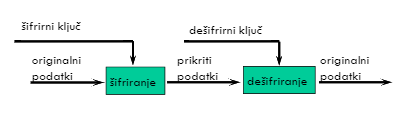 šifrirni ključ
dešifrirni ključ
originalni
podatki
šifriranje
prikriti
podatki
dešifriranje
originalni
podatki